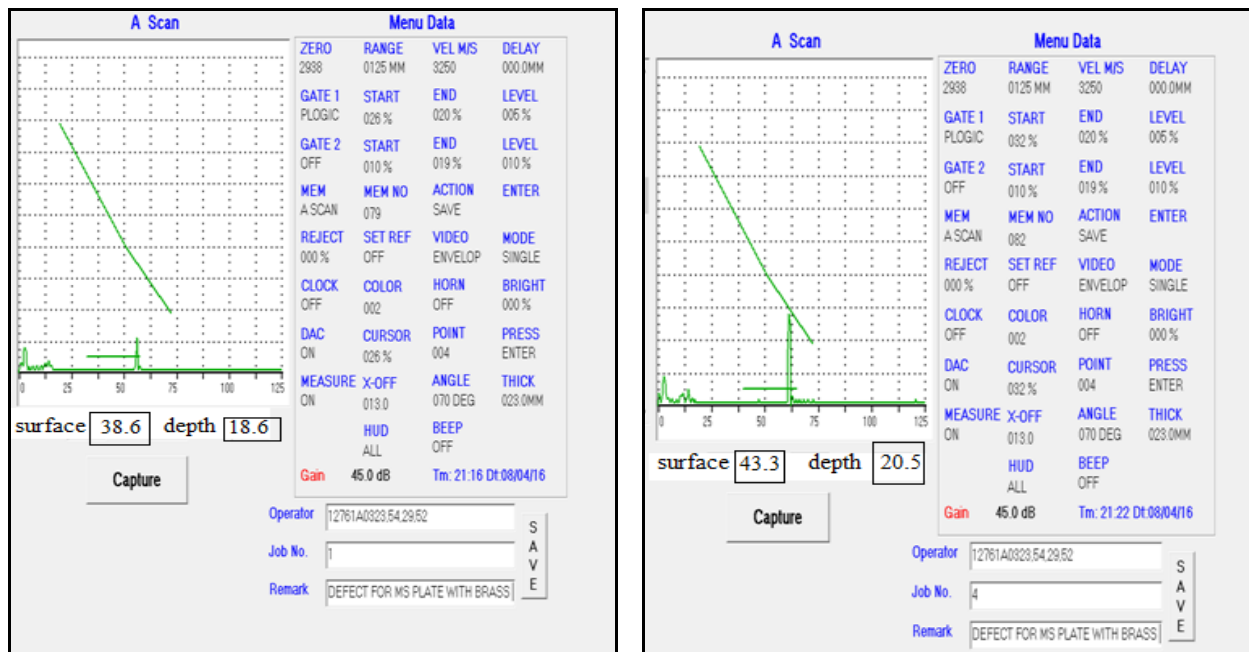 A Scan Menu Data
ZERO RANGE VEL M/S DELAY
2938 0125 MM 3250 000.0MM
GATE 1 START END LEVEL
PLOGIC 026 % 020 % 005 %
GATE 2 START END LEVEL
OFF 010 % 019 % 010 %
MEM MEM NO ACTION ENTER
A SCAN 079 SAVE
REJECT SET REF VIDEO MODE
000 % OFF ENVELOP SINGLE
CLOCK COLOR HORN BRIGHT
OFF 002 OFF 000 %
DAC CURSOR POINT PRESS
ON 026 % 004 ENTER
0 25 50 75 100 125
MEASURE X-OFF ANGLE THICK
ON 013.0 070 DEG 023.0MM
surface 38.6 depth 18.6
HUD BEEP
ALL OFF
Capture
Gain 45.0 dB Tm: 21:16 Dt:08/04/16
Operator 12761A0323,54,29,52
Job No. 1
Remark DEFECT FOR MS PLATE WITH BRASS
SAVE
A Scan Menu Data
ZERO RANGE VEL M/S DELAY
2938 0125 MM 3250 000.0MM
GATE 1 START END LEVEL
PLOGIC 032 % 020 % 005 %
GATE 2 START END LEVEL
OFF 010 % 019 % 010 %
MEM MEM NO ACTION ENTER
A SCAN 082 SAVE
REJECT SET REF VIDEO MODE
000 % OFF ENVELOP SINGLE
CLOCK COLOR HORN BRIGHT
OFF 002 OFF 000 %
DAC CURSOR POINT PRESS
ON 032 % 004 ENTER
0 25 50 75 100 125
MEASURE X-OFF ANGLE THICK
ON 013.0 070 DEG 023.0MM
surface 43.3 depth 20.5
HUD BEEP
ALL OFF
Capture
Gain 45.0 dB Tm: 21:22 Dt:08/04/16
Operator 12761A0323,54,29,52
Job No. 4
Remark DEFECT FOR MS PLATE WITH BRASS
SAVE